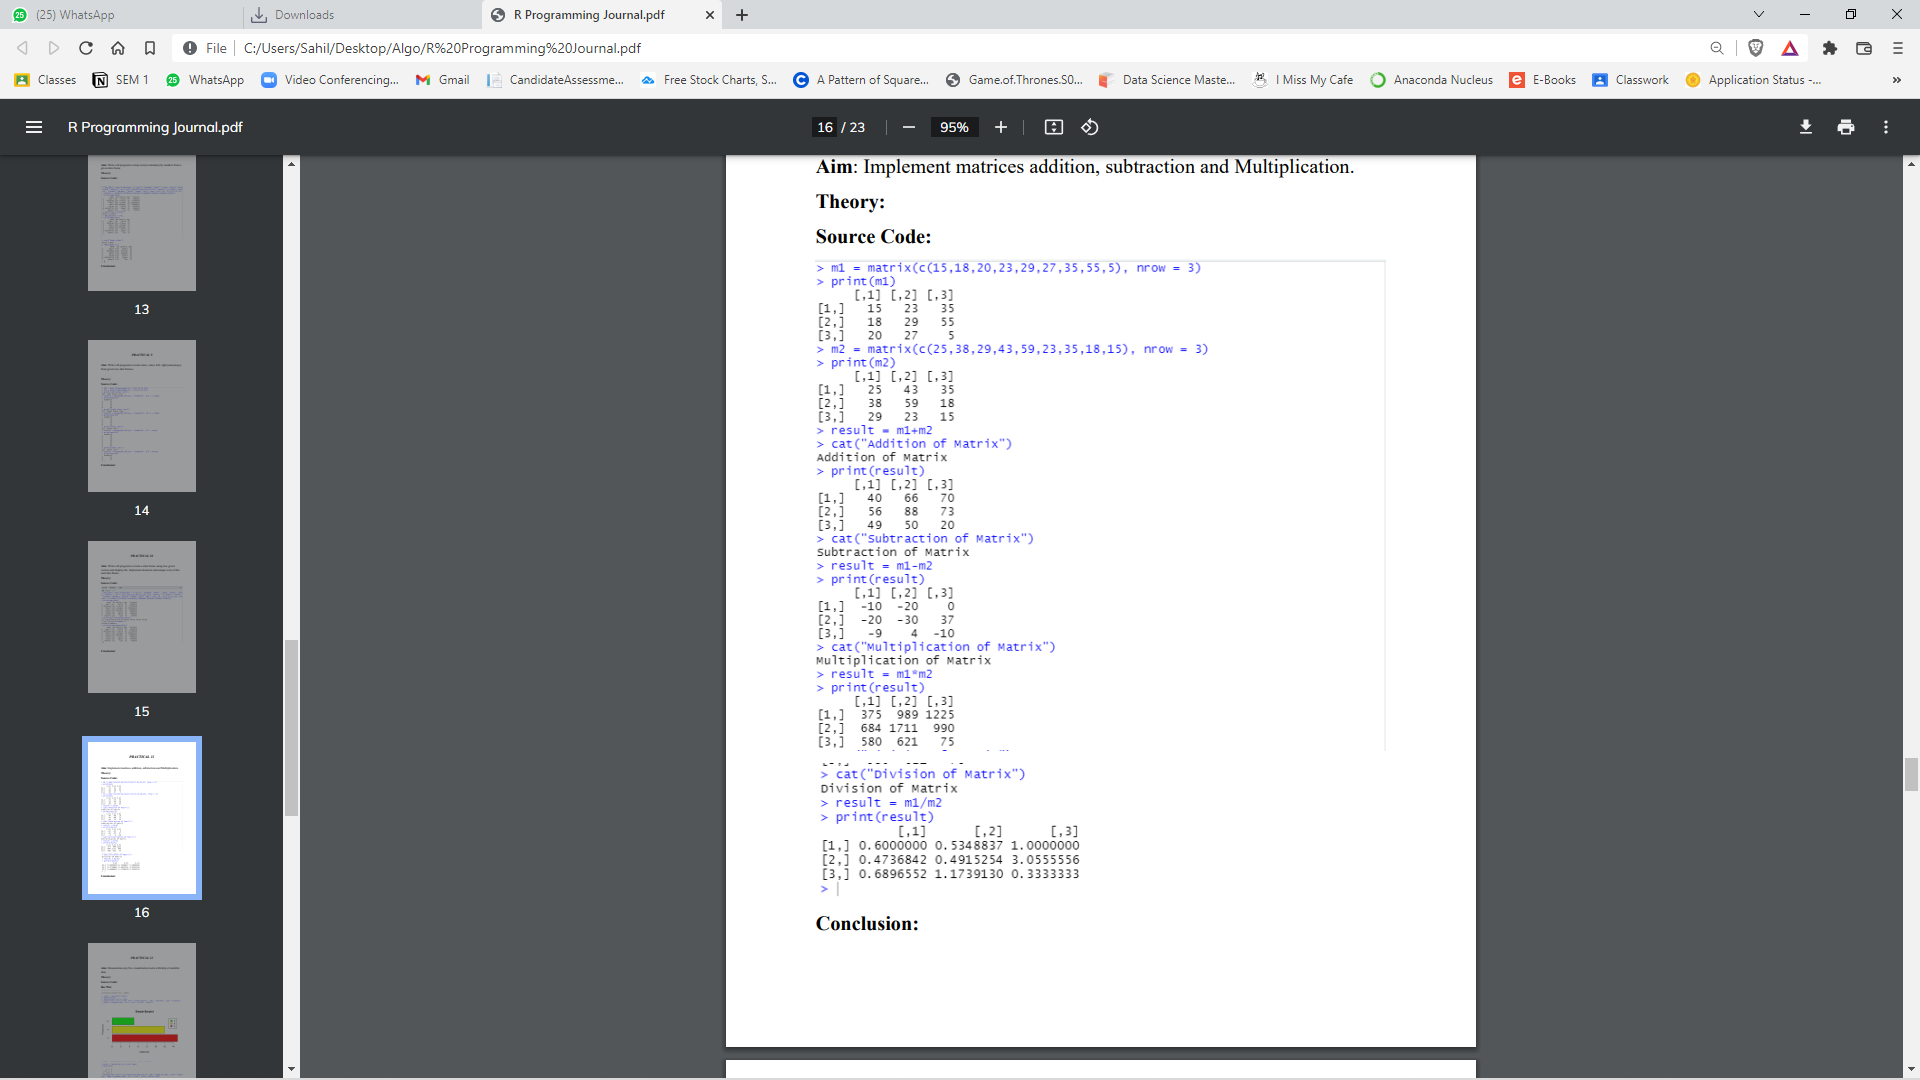 (25) WhatsApp
Downloads
R Programming Journal.pdf
File
C:/Users/Sahil/Desktop/Algo/R%20Programming%20Journal.pdf
Classes
SEM 1
WhatsApp
Video Conferencing...
Gmail
CandidateAssessme...
Free Stock Charts, S...
A Pattern of Square...
Game.of.Thrones.S0...
Data Science Maste...
I Miss My Cafe
Anaconda Nucleus
E-Books
Classwork
Application Status -...
»
R Programming Journal.pdf
16 / 23
95%
13
14
15
PRACTICAL 11
16
Aim: Implement matrices addition, subtraction and Multiplication.
Theory:
Source Code:
> m1 = matrix(c(15,18,20,23,29,27,35,55,5), nrow = 3)
> print(m1)
[,1] [,2] [,3]
[1,] 15 23 35
[2,] 18 29 55
[3,] 20 27 5
> m2 = matrix(c(25,38,29,43,59,23,35,18,15), nrow = 3)
> print(m2)
[,1] [,2] [,3]
[1,] 25 43 35
[2,] 38 59 18
[3,] 29 23 15
> result = m1+m2
> cat("Addition of Matrix")
Addition of Matrix
> print(result)
[,1] [,2] [,3]
[1,] 40 66 70
[2,] 56 88 73
[3,] 49 50 20
> cat("Subtraction of Matrix")
Subtraction of Matrix
> result = m1-m2
> print(result)
[,1] [,2] [,3]
[1,] -10 -20 0
[2,] -20 -30 37
[3,] -9 4 -10
> cat("Multiplication of Matrix")
Multiplication of Matrix
> result = m1*m2
> print(result)
[,1] [,2] [,3]
[1,] 375 989 1225
[2,] 684 1711 990
[3,] 580 621 75
> cat("Division of Matrix")
Division of Matrix
> result = m1/m2
> print(result)
[,1] [,2] [,3]
[1,] 0.6000000 0.5348837 1.0000000
[2,] 0.4736842 0.4915254 3.0555556
[3,] 0.6896552 1.1739130 0.3333333
>
Conclusion: